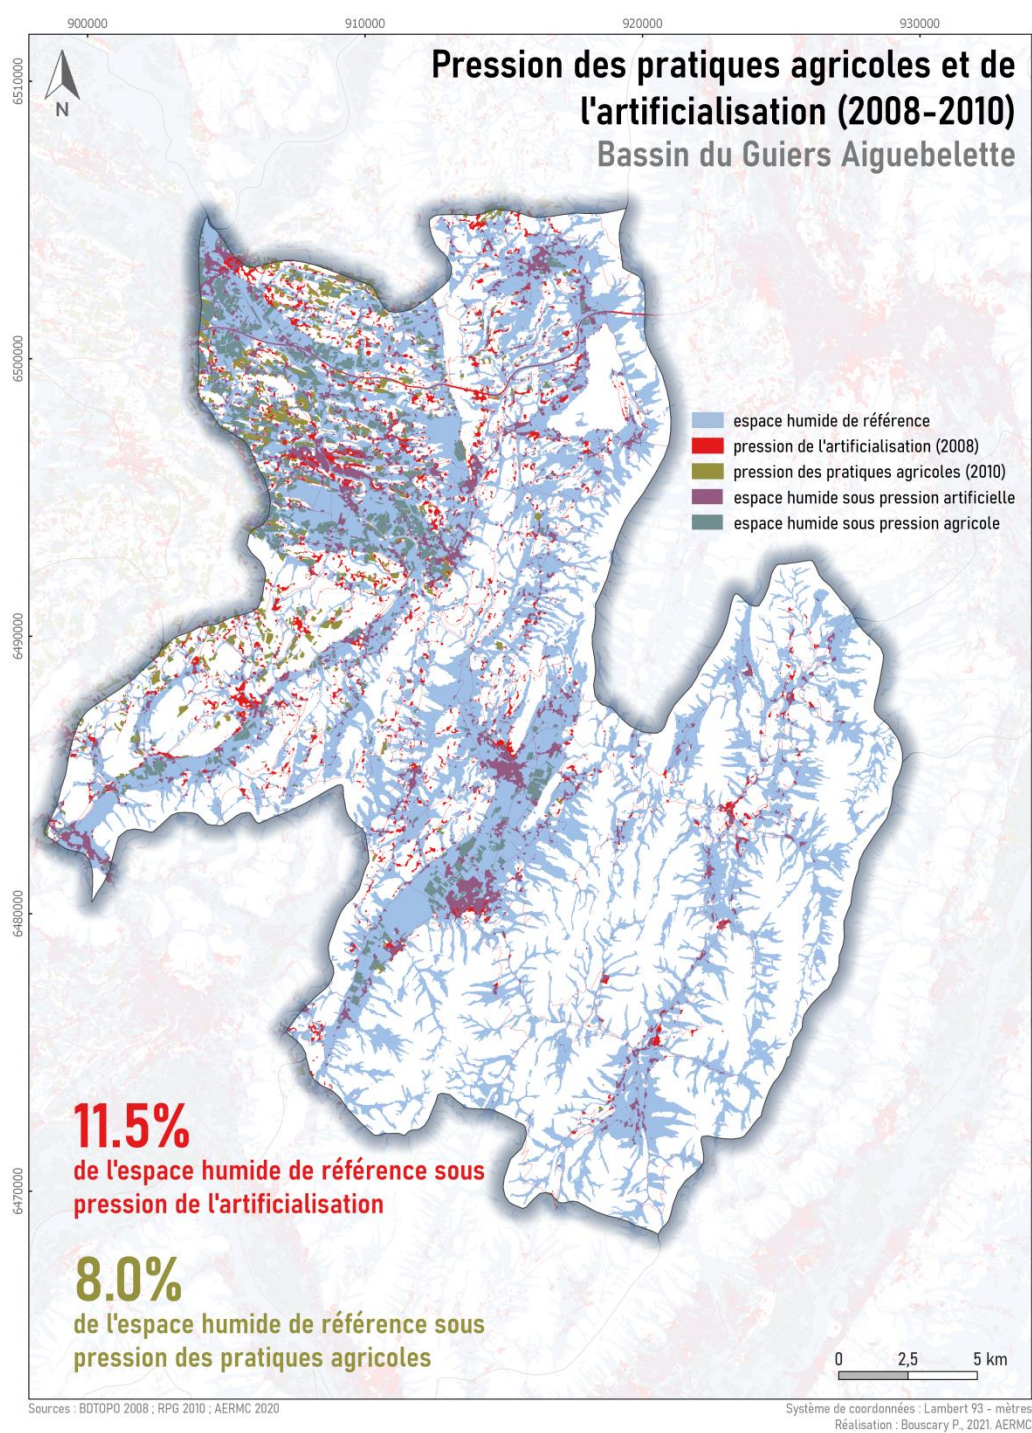 900000
910000
920000
930000
Pression des pratiques agricoles et de
l'artificialisation (2008-2010)
Bassin du Guiers Aiguebelette
N
6510000
6500000
6490000
6480000
6470000
espace humide de référence
pression de l'artificialisation (2008)
pression des pratiques agricoles (2010)
espace humide sous pression artificielle
espace humide sous pression agricole
11.5%
de l'espace humide de référence sous
pression de l'artificialisation
8.0%
de l'espace humide de référence sous
pression des pratiques agricoles
0 2,5 5 km
Sources : BDTOPO 2008 ; RPG 2010 ; AERMC 2020
Système de coordonnées : Lambert 93 - mètres
Réalisation : Bouscary P., 2021. AERMC